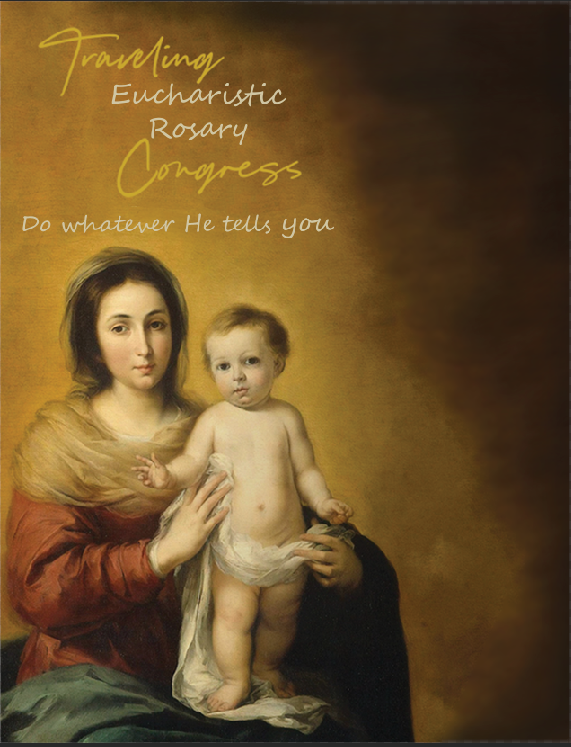 Traveling
Eucharistic
Rosary
Congress
Do whatever He tells you